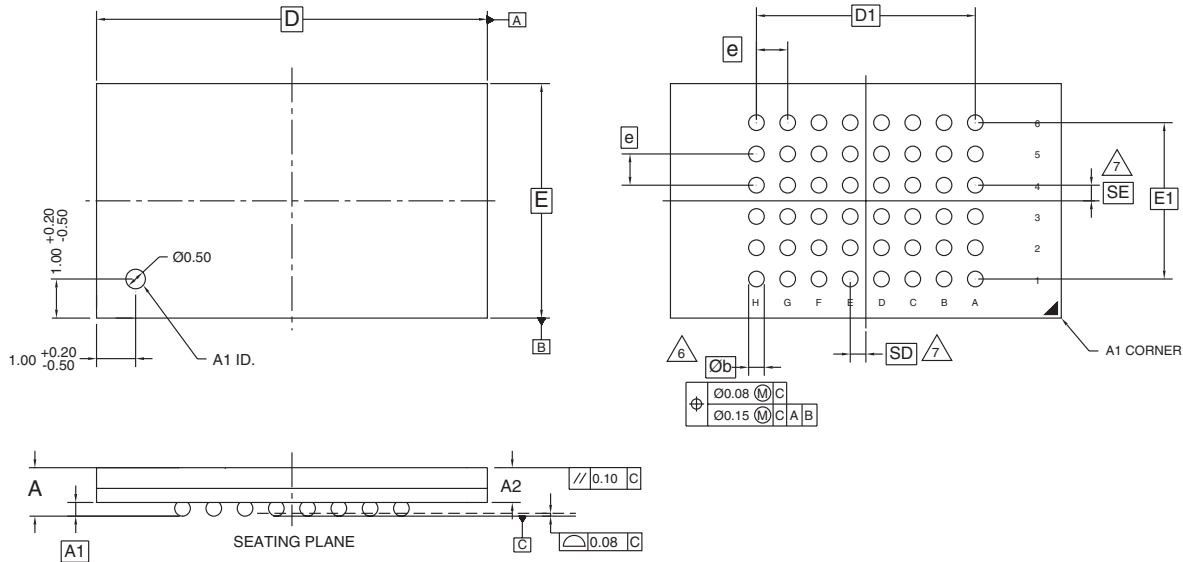 D
A
E
1.00 +0.20 -0.50
Ø0.50
A1 ID.
B
1.00 +0.20 -0.50
D1
e
e
6
5
4
3
2
1
7
SE
E1
H G F E D C B A
A1 CORNER
6
Øb
SD
7
Ø0.08 Ⓜ C
Ø0.15 Ⓜ C A B
A
A1
A2
// 0.10 C
SEATING PLANE
C
0.08 C